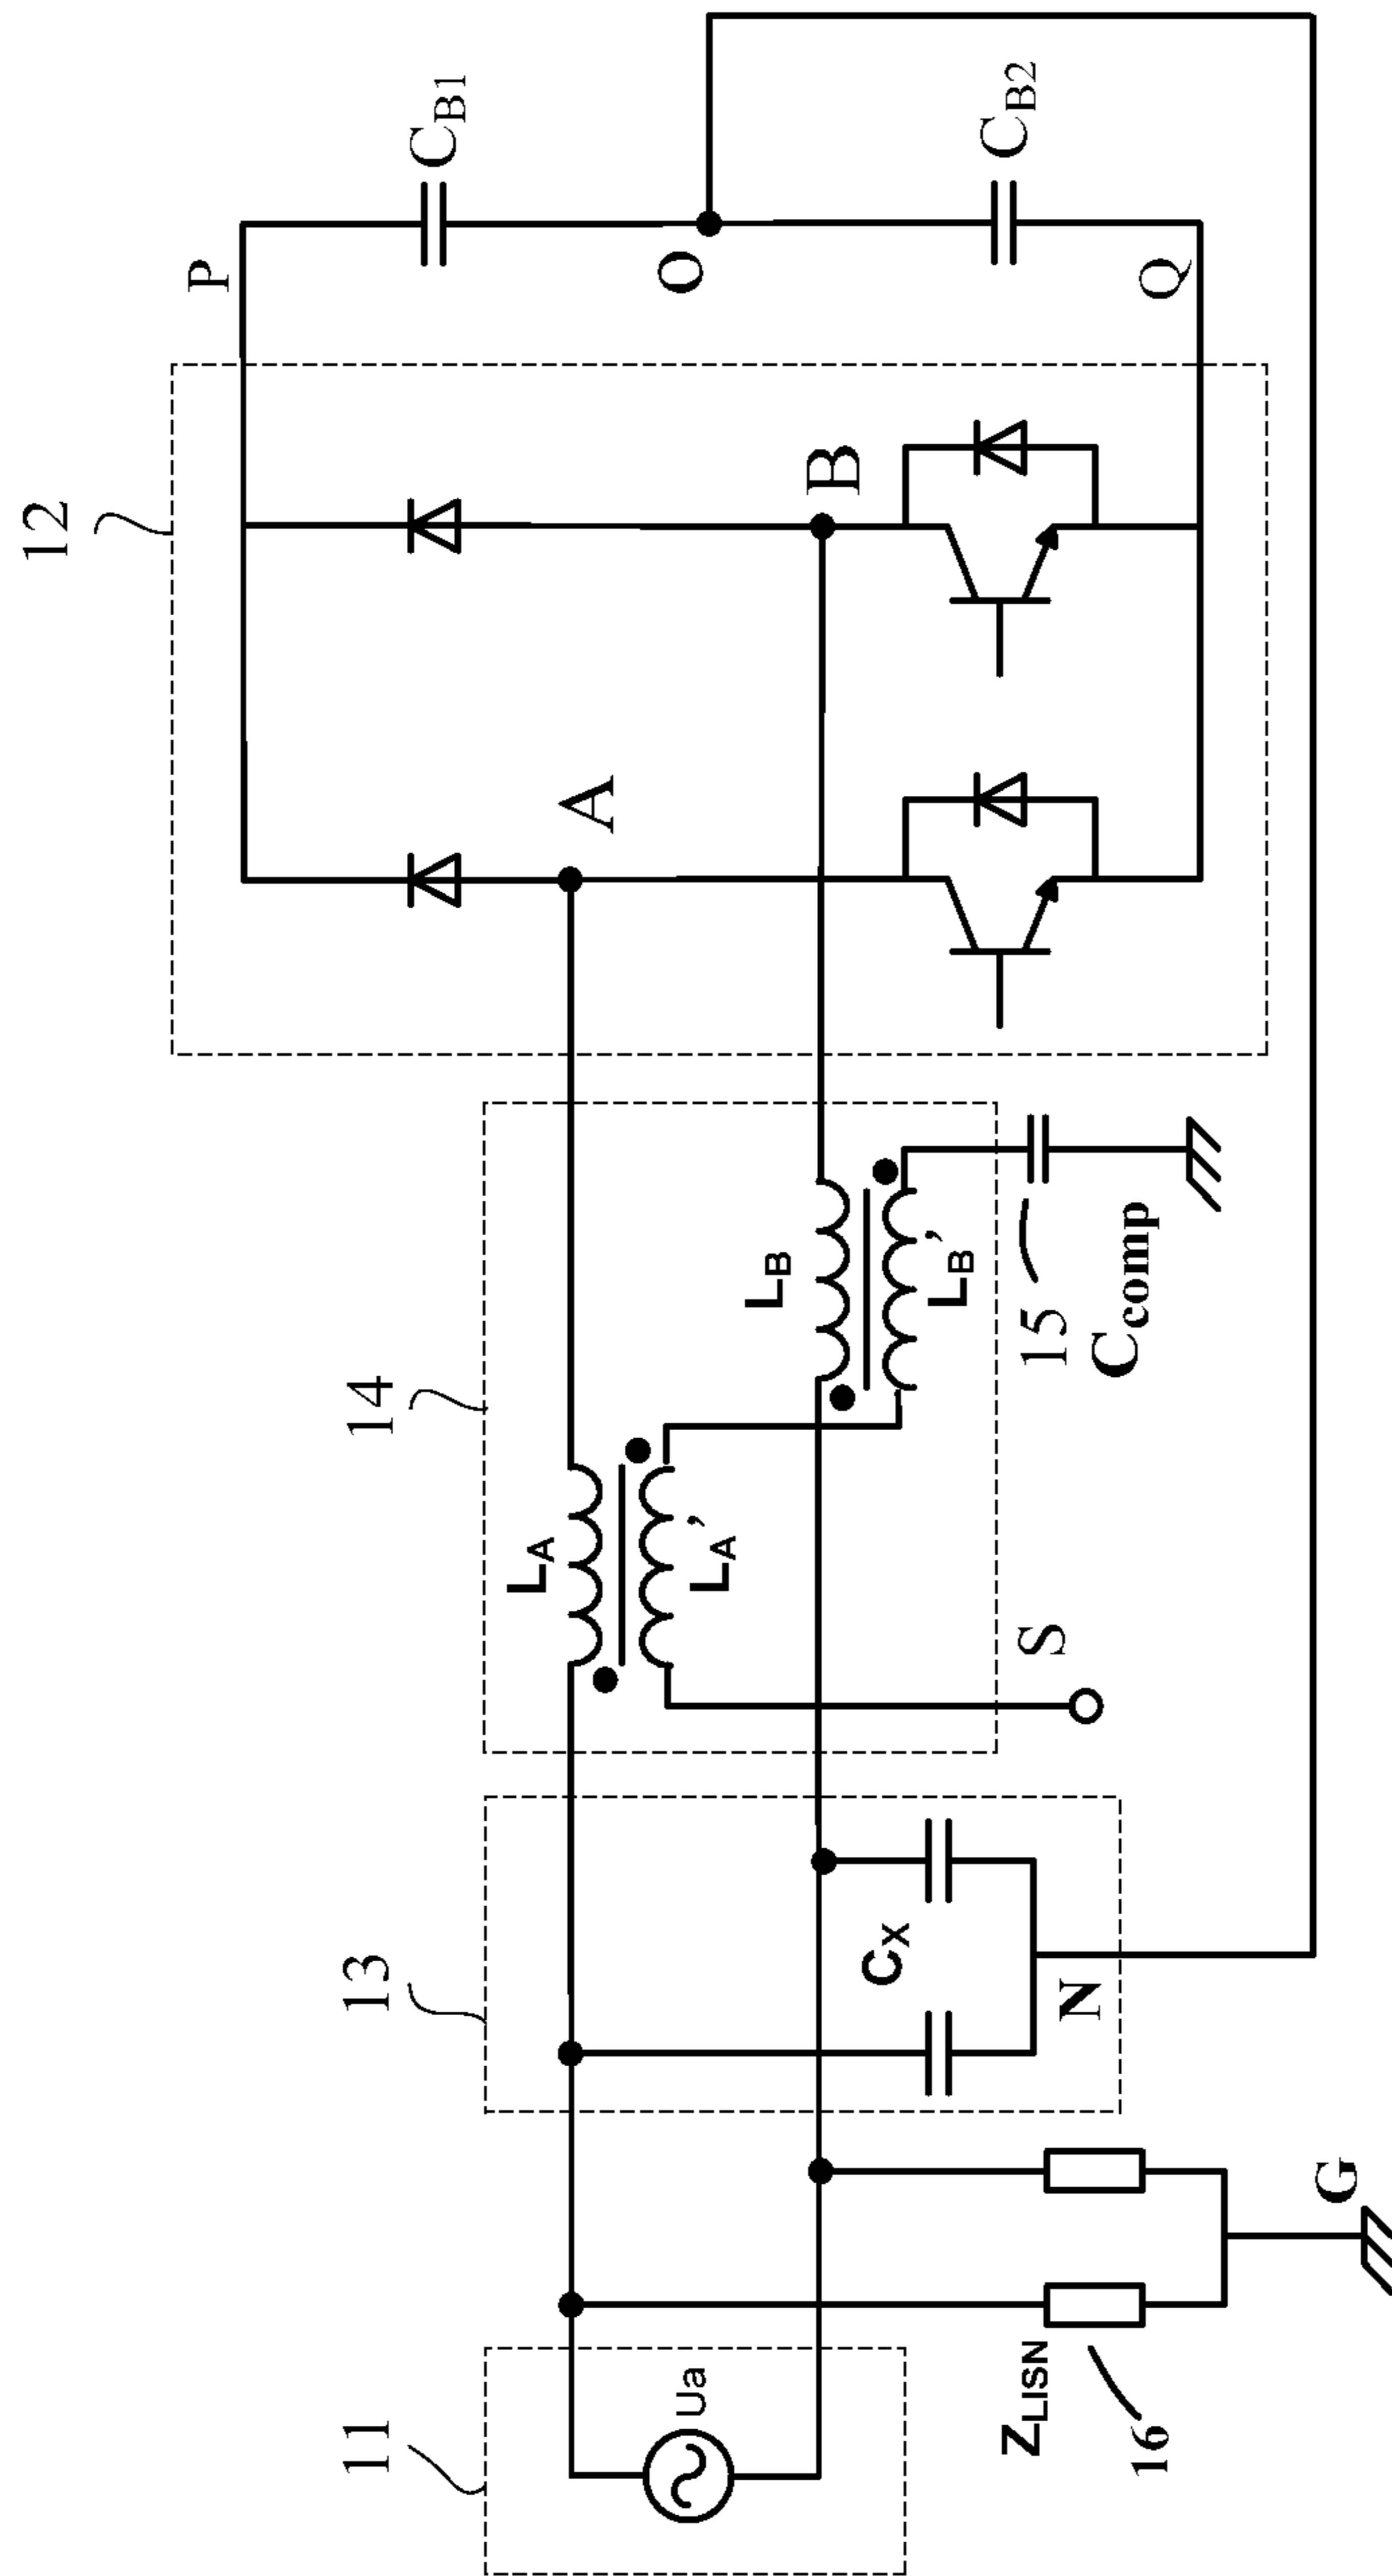 12
P
C_B1
O
C_B2
Q
A
B
14
L_A
L_A'
L_B
L_B'
S
15
C_comp
13
C_X
N
11
Ua
Z_LISN
16
G